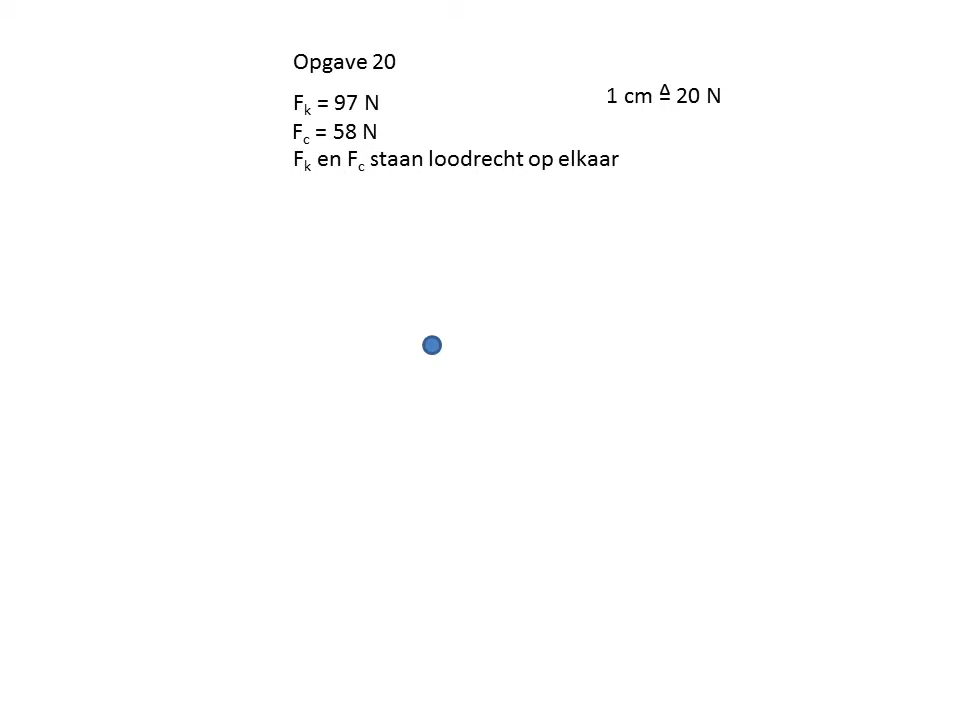 Opgave 20
1 cm ≙ 20 N
Fk = 97 N
Fc = 58 N
Fk en Fc staan loodrecht op elkaar